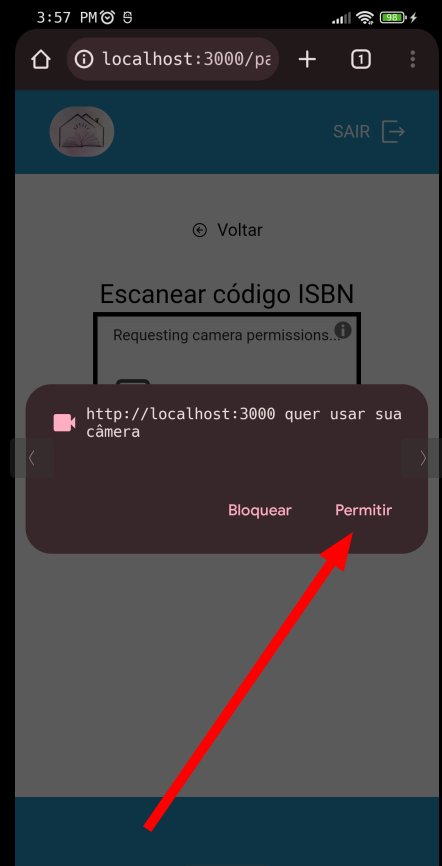 3:57 PM
98
localhost:3000/pa
1
SAIR
Voltar
Escanear código ISBN
Requesting camera permissions...
http://localhost:3000 quer usar sua
câmera
Bloquear
Permitir